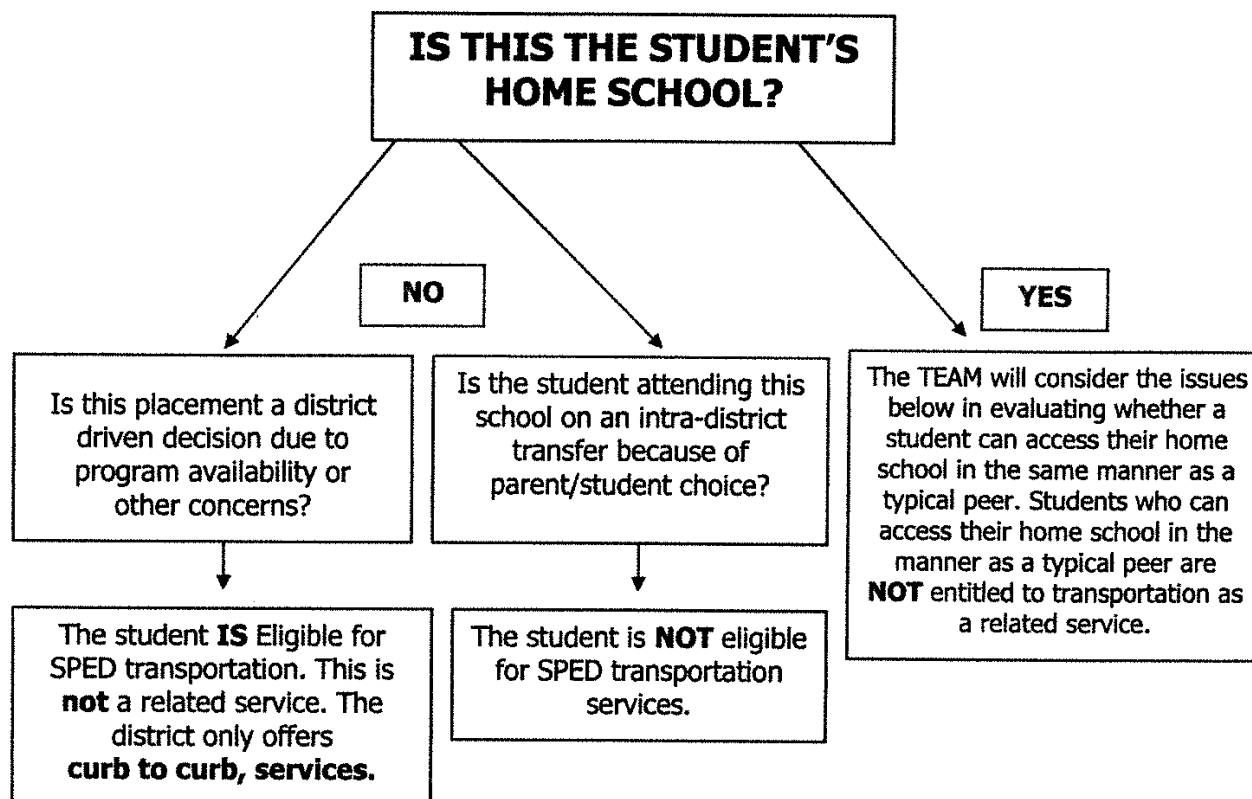 IS THIS THE STUDENT'S
HOME SCHOOL?
NO
YES
Is this placement a district
driven decision due to
program availability or
other concerns?
Is the student attending this
school on an intra-district
transfer because of
parent/student choice?
The TEAM will consider the issues
below in evaluating whether a
student can access their home
school in the same manner as a
typical peer. Students who can
access their home school in the
manner as a typical peer are
NOT entitled to transportation as
a related service.
The student IS Eligible for
SPED transportation. This is
not a related service. The
district only offers
curb to curb, services.
The student is NOT eligible
for SPED transportation
services.